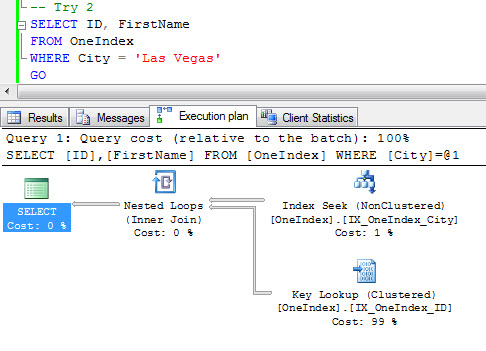 -- Try 2
SELECT ID, FirstName
FROM OneIndex
WHERE City = 'Las Vegas'
GO
Results Messages Execution plan Client Statistics
Query 1: Query cost (relative to the batch): 100%
SELECT [ID],[FirstName] FROM [OneIndex] WHERE [City]=@1
SELECT
Cost: 0 %
Nested Loops
(Inner Join)
Cost: 0 %
Index Seek (NonClustered)
[OneIndex].[IX_OneIndex_City]
Cost: 1 %
Key Lookup (Clustered)
[OneIndex].[IX_OneIndex_ID]
Cost: 99 %